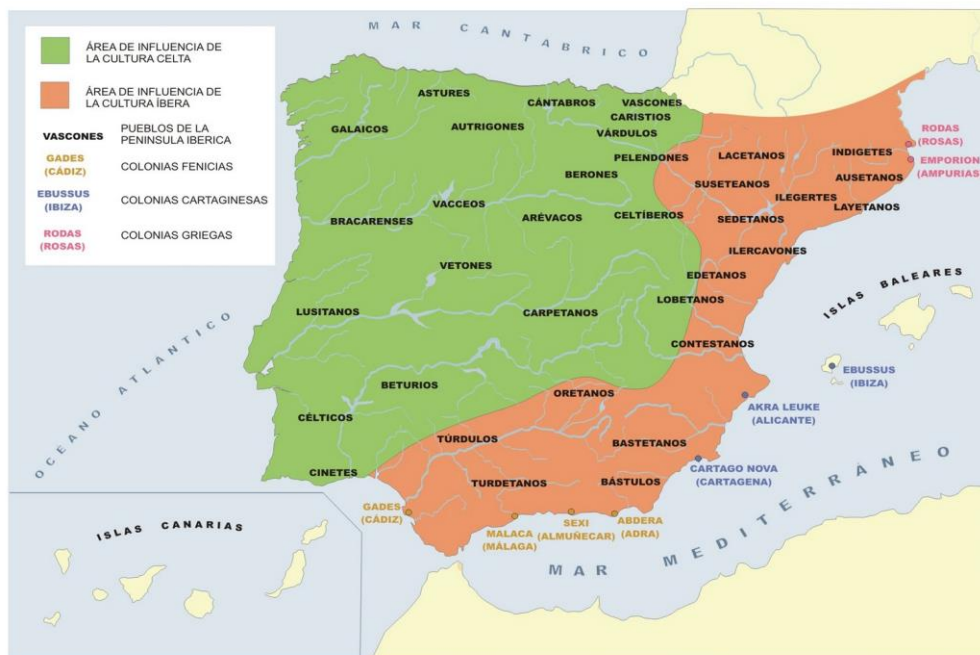 MAR CANTÁBRICO
ÁREA DE INFLUENCIA DE
LA CULTURA CELTA
ÁREA DE INFLUENCIA DE
LA CULTURA ÍBERA
VASCONES
PUEBLOS DE LA
PENINSULA IBERICA
GADES
(CÁDIZ)
COLONIAS FENICIAS
EBUSSUS
(IBIZA)
COLONIAS CARTAGINESAS
RODAS
(ROSAS)
COLONIAS GRIEGAS
ASTURES
CÁNTABROS
VASCONES
CARISTIOS
GALAICOS
AUTRIGONES
VÁRDULOS
PELENDONES
LACETANOS
INDIGETES
RODAS
(ROSAS)
EMPORION
(AMPURIAS)
BERONES
SUSETEANOS
AUSETANOS
ILEGERTES
VACCEOS
LAYETANOS
BRACARENSES
ARÉVACOS
CELTÍBEROS
SEDETANOS
ILERCAVONES
VETONES
EDETANOS
ISLAS BALEARES
LOBETANOS
LUSITANOS
CARPETANOS
CONTESTANOS
OCEANO ATLANTICO
EBUSSUS
(IBIZA)
BETURIOS
ORETANOS
AKRA LEUKE
(ALICANTE)
CÉLTICOS
TÚRDULOS
BASTETANOS
CINETES
CARTAGO NOVA
(CARTAGENA)
TURDETANOS
BÁSTULOS
GADES
(CÁDIZ)
MALACA
(MÁLAGA)
SEXI
(ALMUÑECAR)
ABDERA
(ADRA)
MAR MEDITERRÁNEO
ISLAS CANARIAS